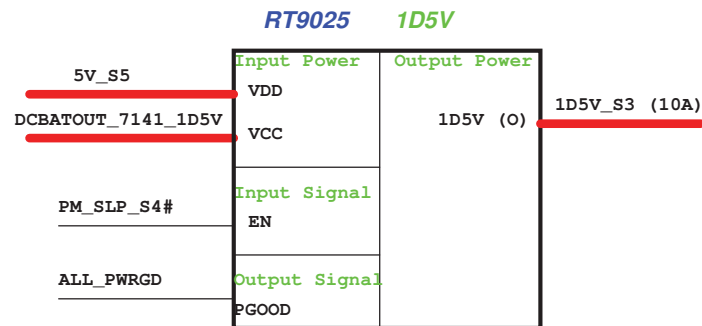 RT9025 1D5V
Input Power Output Power
5V_S5
VDD
DCBATOUT_7141_1D5V
VCC
1D5V (O)
1D5V_S3 (10A)
Input Signal
PM_SLP_S4#
EN
ALL_PWRGD
Output Signal
PGOOD